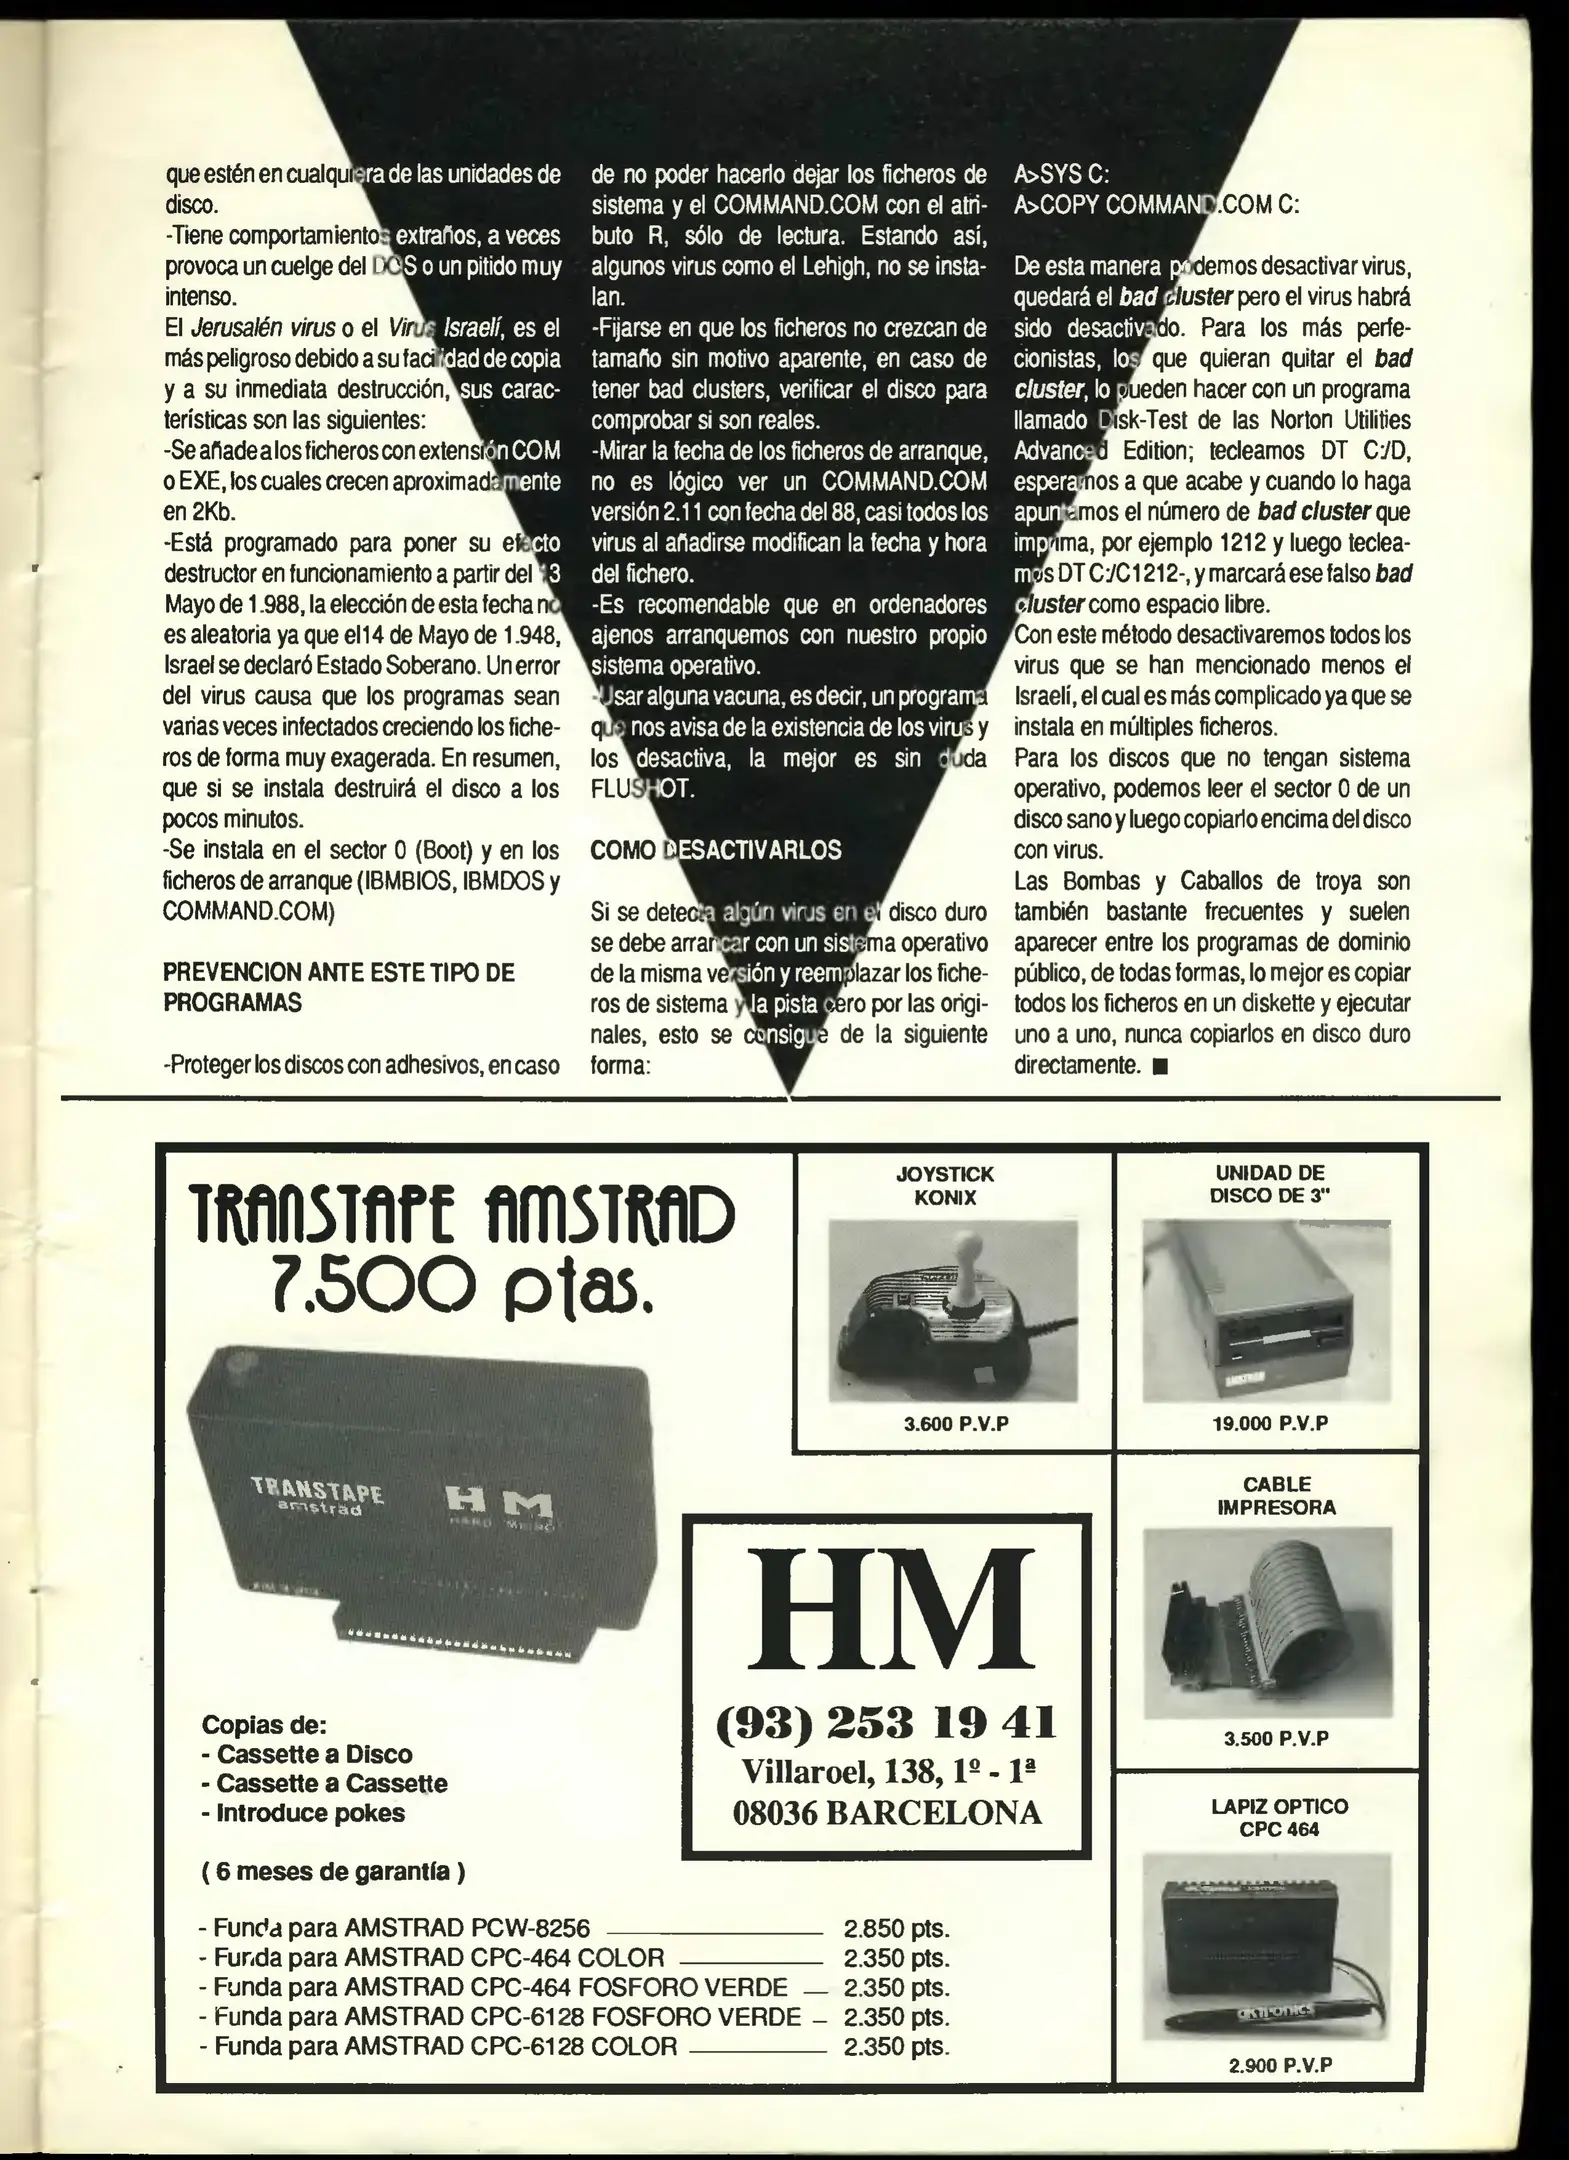 que estén en cualquiera de las unidades de
disco.
-Tiene comportamientos extraños, a veces
provoca un cuelge del DOS o un pitido muy
intenso.
El Jerusalén virus o el Virus Israelí, es el
más peligroso debido a su facilidad de copia
y a su inmediata destrucción, sus carac-
terísticas son las siguientes:
-Se añade a los ficheros con extensión COM
o EXE, los cuales crecen aproximadamente
en 2Kb.
-Está programado para poner su efecto
destructor en funcionamiento a partir del 13
Mayo de 1.988, la elección de esta fecha no
es aleatoria ya que el14 de Mayo de 1.948,
Israel se declaró Estado Soberano. Un error
del virus causa que los programas sean
varias veces infectados creciendo los fiche-
ros de forma muy exagerada. En resumen,
que si se instala destruirá el disco a los
pocos minutos.
-Se instala en el sector 0 (Boot) y en los
ficheros de arranque (IBMBIOS, IBMDOS y
COMMAND.COM)
PREVENCION ANTE ESTE TIPO DE
PROGRAMAS
-Proteger los discos con adhesivos, en caso
de no poder hacerlo dejar los ficheros de
sistema y el COMMAND.COM con el atri-
buto R, sólo de lectura. Estando así,
algunos virus como el Lehigh, no se insta-
lan.
-Fijarse en que los ficheros no crezcan de
tamaño sin motivo aparente, en caso de
tener bad clusters, verificar el disco para
comprobar si son reales.
-Mirar la fecha de los ficheros de arranque,
no es lógico ver un COMMAND.COM
versión 2.11 con fecha del 88, casi todos los
virus al añadirse modifican la fecha y hora
del fichero.
-Es recomendable que en ordenadores
ajenos arranquemos con nuestro propio
sistema operativo.
-Usar alguna vacuna, es decir, un programa
que nos avisa de la existencia de los virus y
los desactiva, la mejor es sin duda
FLUSHOT.
COMO DESACTIVARLOS
Si se detecta algún virus en el disco duro
se debe arrancar con un sistema operativo
de la misma versión y reemplazar los fiche-
ros de sistema y la pista cero por las origi-
nales, esto se consigue de la siguiente
forma:
A>SYS C:
A>COPY COMMAND.COM C:
De esta manera podemos desactivar virus,
quedará el bad cluster pero el virus habrá
sido desactivado. Para los más perfe-
cionistas, los que quieran quitar el bad
cluster, lo pueden hacer con un programa
llamado Disk-Test de las Norton Utilities
Advanced Edition; tecleamos DT C:/D,
esperamos a que acabe y cuando lo haga
apuntamos el número de bad cluster que
imprima, por ejemplo 1212 y luego teclea-
mos DT C:/C1212-, y marcará ese falso bad
cluster como espacio libre.
Con este método desactivaremos todos los
virus que se han mencionado menos el
Israelí, el cual es más complicado ya que se
instala en múltiples ficheros.
Para los discos que no tengan sistema
operativo, podemos leer el sector 0 de un
disco sano y luego copiarlo encima del disco
con virus.
Las Bombas y Caballos de troya son
también bastante frecuentes y suelen
aparecer entre los programas de dominio
público, de todas formas, lo mejor es copiar
todos los ficheros en un diskette y ejecutar
uno a uno, nunca copiarlos en disco duro
directamente. ■
TRANSTAPE AMSTRAD
7.500 ptas.
TRANSTAPE
amstrad
HM
HARD MICRO
Copias de:
- Cassette a Disco
- Cassette a Cassette
- Introduce pokes
( 6 meses de garantía )
- Funda para AMSTRAD PCW-8256 2.850 pts.
- Funda para AMSTRAD CPC-464 COLOR 2.350 pts.
- Funda para AMSTRAD CPC-464 FOSFORO VERDE 2.350 pts.
- Funda para AMSTRAD CPC-6128 FOSFORO VERDE 2.350 pts.
- Funda para AMSTRAD CPC-6128 COLOR 2.350 pts.
HM
(93) 253 19 41
Villaroel, 138, 1º - 1ª
08036 BARCELONA
JOYSTICK
KONIX
3.600 P.V.P
UNIDAD DE
DISCO DE 3"
AMSTRAD
19.000 P.V.P
CABLE
IMPRESORA
3.500 P.V.P
LAPIZ OPTICO
CPC 464
dktronics
2.900 P.V.P